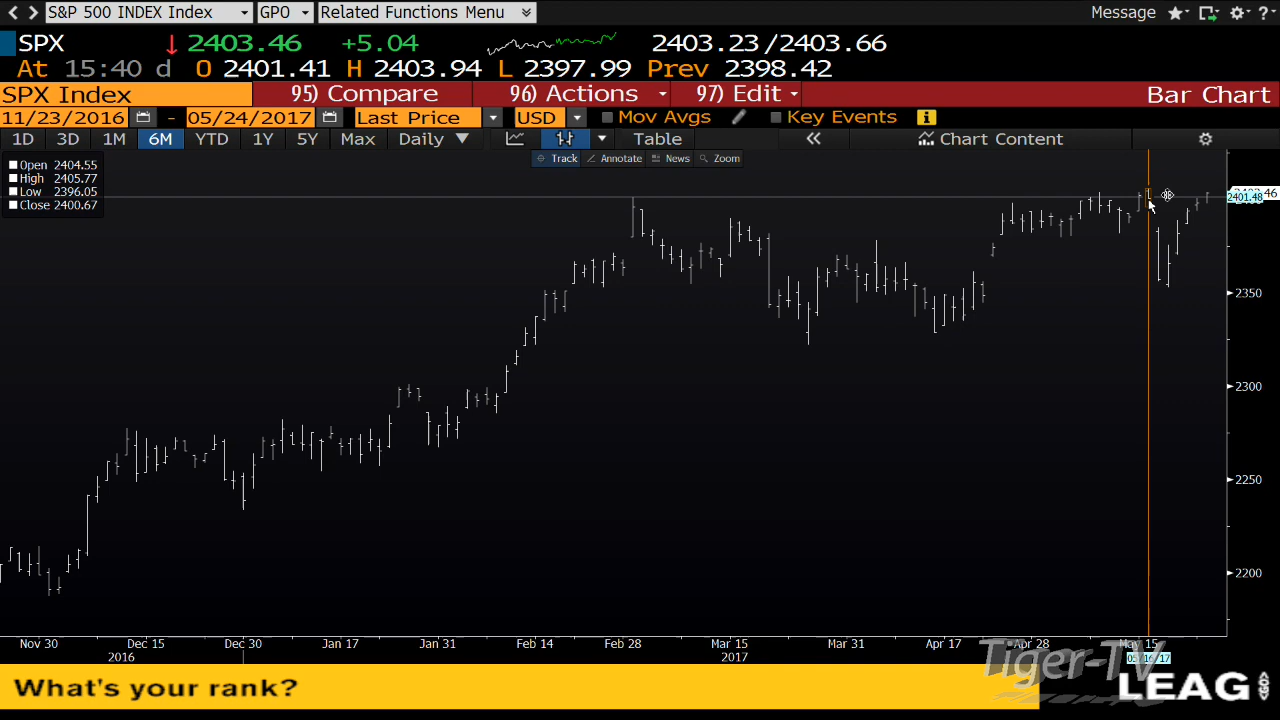 S&P 500 INDEX Index GPO Related Functions Menu Message ?
SPX 2403.46 +5.04 2403.23/2403.66
At 15:40 d O 2401.41 H 2403.94 L 2397.99 Prev 2398.42
SPX Index 95) Compare 96) Actions 97) Edit Bar Chart
11/23/2016 - 05/24/2017 Last Price USD Mov Avgs Key Events i
1D 3D 1M 6M YTD 1Y 5Y Max Daily Table Chart Content
Track Annotate News Zoom
Open 2404.55
High 2405.77
Low 2396.05
Close 2400.67
2401.48
2350
2300
2250
2200
Nov 30 Dec 15 Dec 30 Jan 17 Jan 31 Feb 14 Feb 28 Mar 15 Mar 31 Apr 17 Apr 28 May 15
2016 2017 05/16/17
Tiger-TV
What's your rank? LEAG